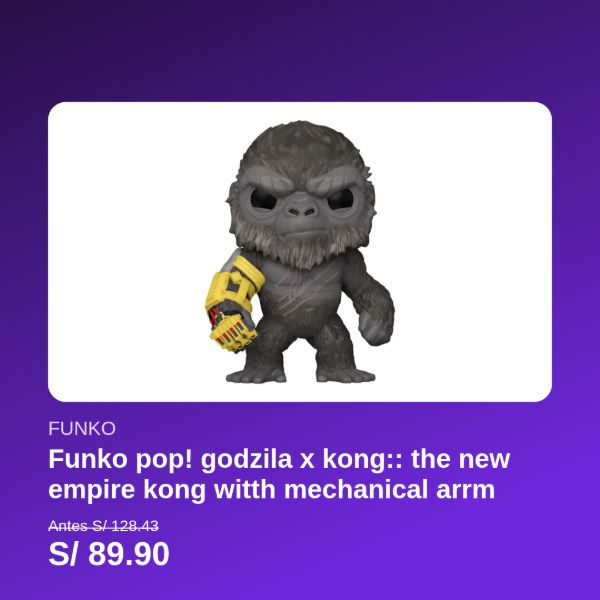 FUNKO
Funko pop! godzila x kong:: the new
empire kong witth mechanical arrm
Antes S/ 128.43
S/ 89.90